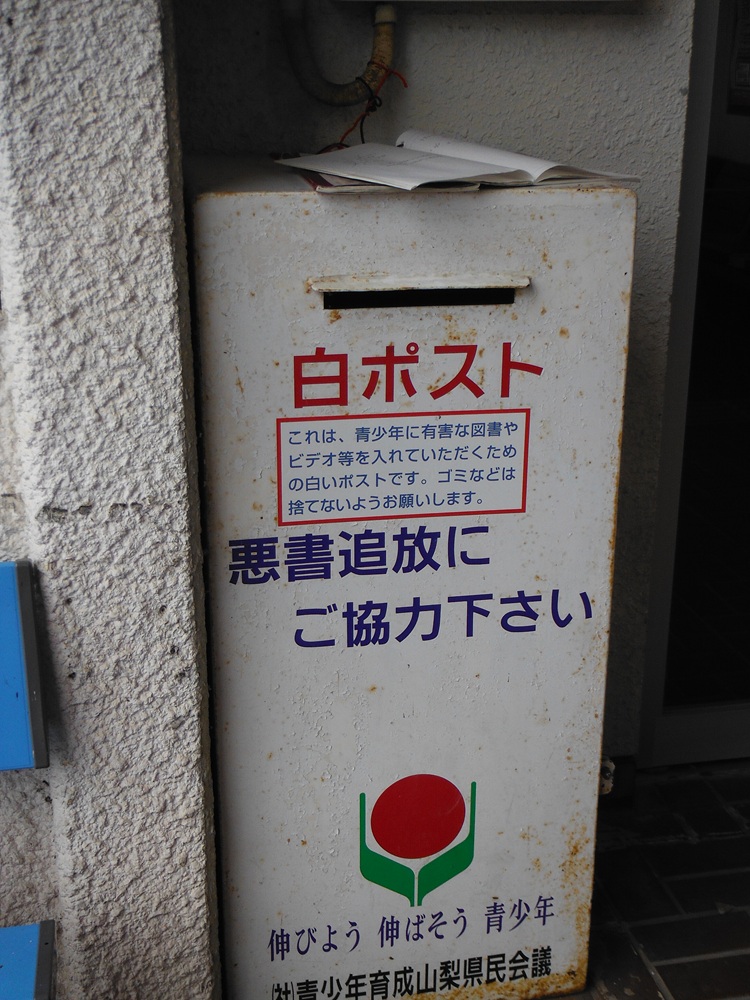 白ポスト
これは、青少年に有害な図書や
ビデオ等を入れていただくため
の白いポストです。ゴミなどは
捨てないようお願いします。
悪書追放に
ご協力下さい
伸びよう 伸ばそう 青少年
㈳青少年育成山梨県民会議